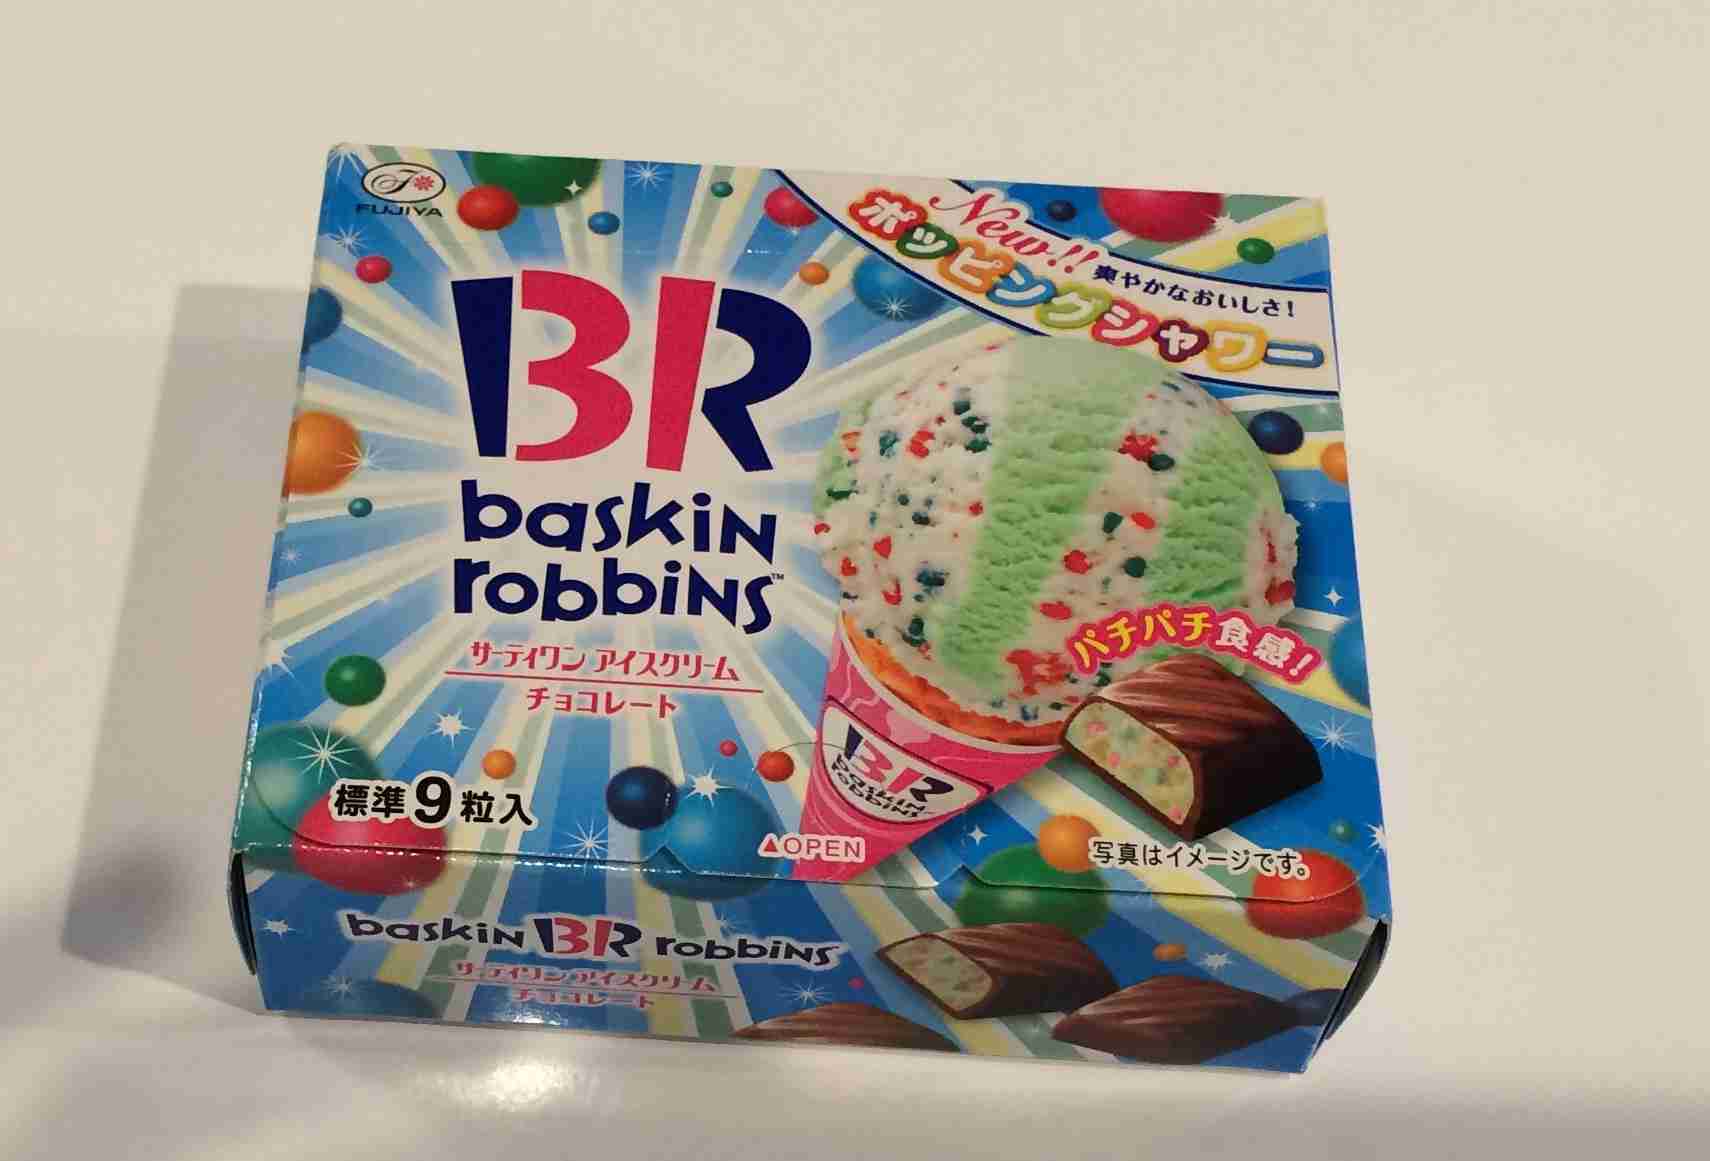 FUJIYA
New!!
爽やかなおいしさ!
ポッピングシャワー
BR
baskin
robbins™
サーティワン アイスクリーム
チョコレート
パチパチ食感!
BR
baskin
robbins
標準9粒入
▲OPEN
写真はイメージです。
baskin BR robbins
サーティワン アイスクリーム
チョコレート